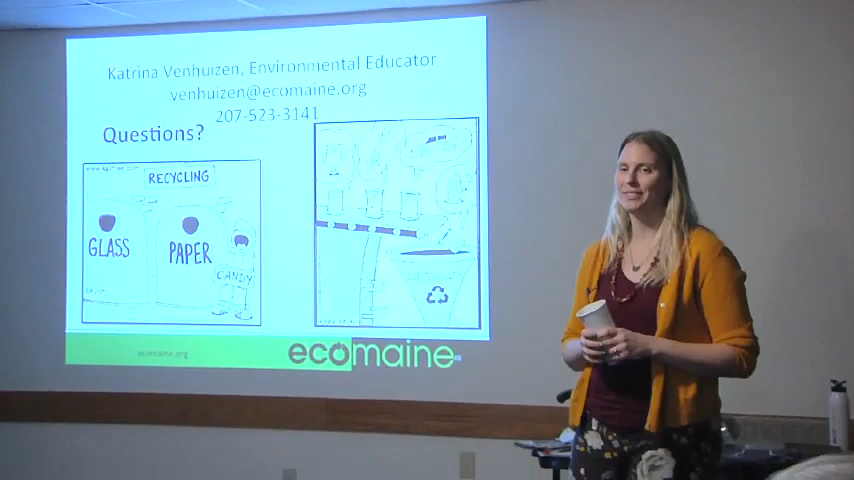 Katrina Venhuizen, Environmental Educator
venhuizen@ecomaine.org
207-523-3141
Questions?
RECYCLING
GLASS
PAPER
CANDY
ecomaine.org
ecomaine